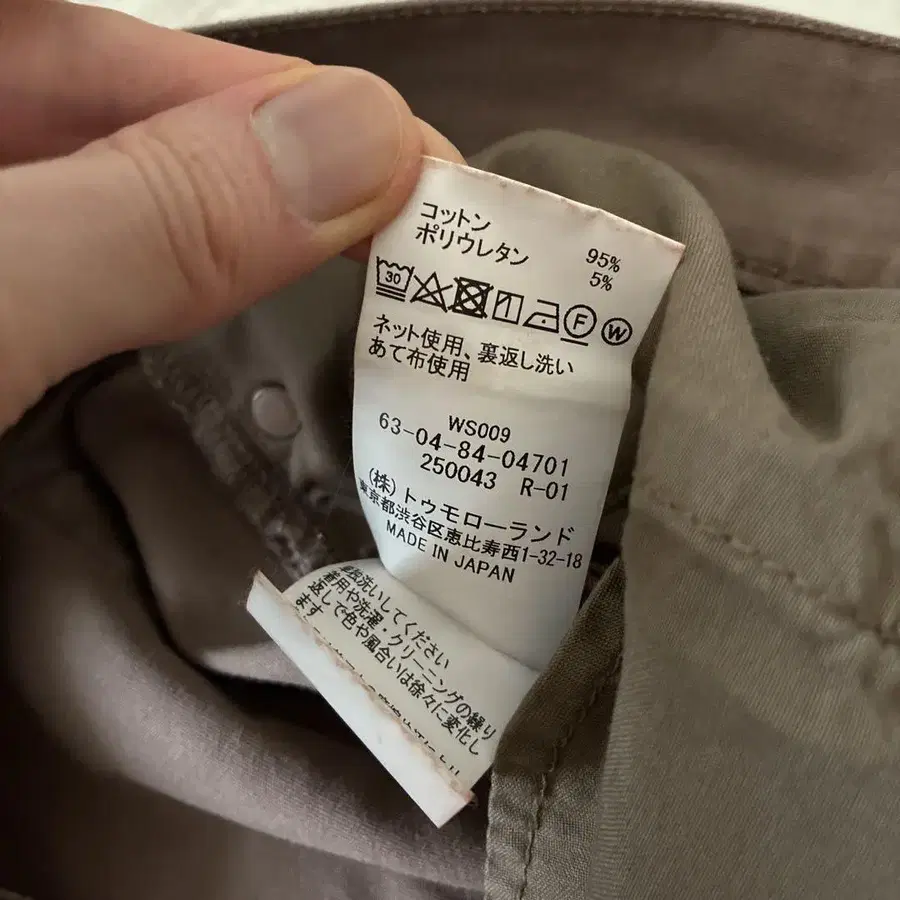 コットン 95%
ポリウレタン 5%
30 F W
ネット使用、裏返し洗い
あて布使用
WS009
63-04-84-04701
250043 R-01
(株)トゥモローランド
東京都渋谷区恵比寿西1-32-18
MADE IN JAPAN
洗いしてください
着用や洗濯・クリーニングの繰り
返しで色や風合いは徐々に変化し
ます